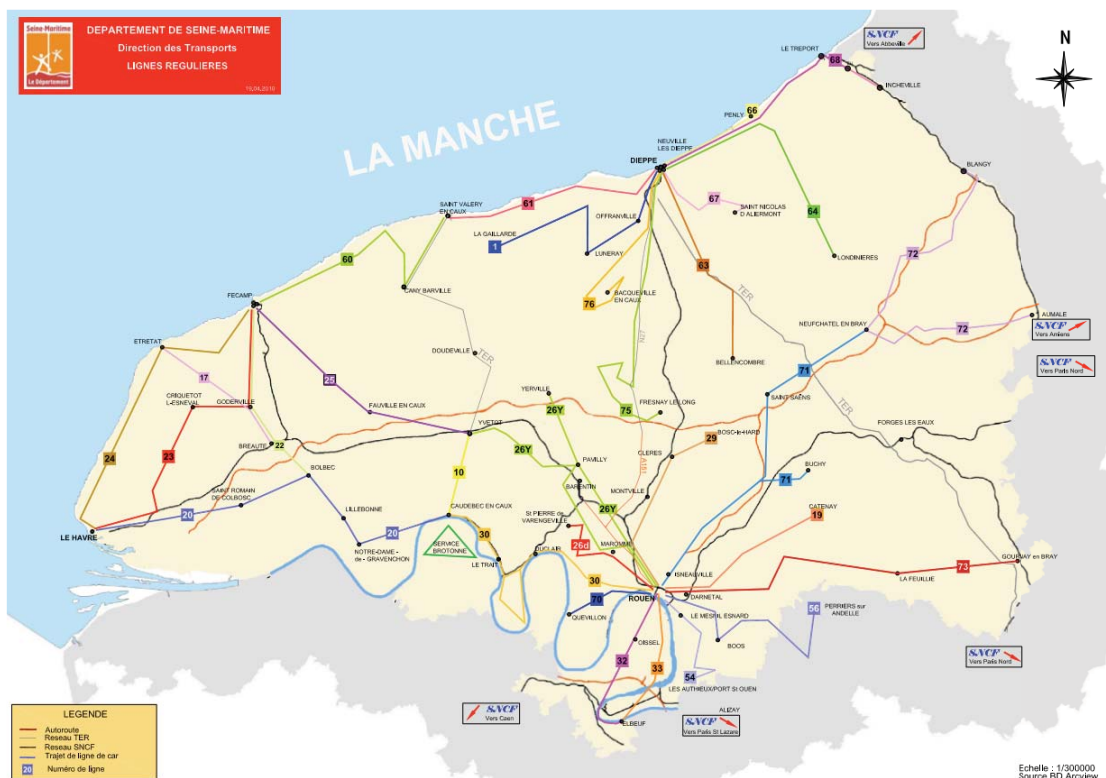 Seine Maritime
Le Département
DEPARTEMENT DE SEINE-MARITIME
Direction des Transports
LIGNES REGULIERES
19.04.2010
LA MANCHE
SNCF
Vers Abbeville
N
LE TREPORT
68
INCHEVILLE
66
PENLY
NEUVILLE
LES DIEPPE
DIEPPE
BLANGY
SAINT VALERY
EN CAUX
61
67
SAINT NICOLAS
D ALIERMONT
64
OFFRANVILLE
LA GAILLARDE
1
LUNERAY
72
LONDINIERES
60
63
CANY BARVILLE
BACQUEVILLE
EN CAUX
76
TER
FECAMP
AUMALE
SNCF
Vers Amiens
NEUFCHATEL EN BRAY
72
N27
ETRETAT
DOUDEVILLE
TER
BELLENCOMBRE
SNCF
Vers Paris Nord
17
25
71
CRIQUETOT
L-ESNEVAL
GODERVILLE
FAUVILLE EN CAUX
YERVILLE
26Y
75
FRESNAY LE LONG
SAINT SAENS
TER
YVETOT
29
BOSC-le-HARD
FORGES LES EAUX
BREAUTE
22
26Y
24
23
10
PAVILLY
CLERES
A151
BOLBEC
BARENTIN
BUCHY
71
SAINT ROMAIN
DE COLBOSC
MONTVILLE
LILLEBONNE
CAUDEBEC EN CAUX
St PIERRE de
VARENGEVILLE
26Y
CATENAY
19
20
20
LE HAVRE
SERVICE
BROTONNE
30
NOTRE-DAME -
de - GRAVENCHON
26d
MAROMME
DUCLAIR
LE TRAIT
GOURNAY en BRAY
73
LA FEUILLIE
ISNEAUVILLE
30
ROUEN
DARNETAL
70
QUEVILLON
LE MESNIL ESNARD
56
PERRIERS sur
ANDELLE
OISSEL
BOOS
32
33
54
SNCF
Vers Paris Nord
LES AUTHIEUX/PORT St OUEN
ALIZAY
SNCF
Vers Caen
ELBEUF
SNCF
Vers Paris St Lazare
LEGENDE
Autoroute
Reseau TER
Reseau SNCF
Trajet de ligne de car
20
Numéro de ligne
Echelle : 1/300000
Source BD Arcview